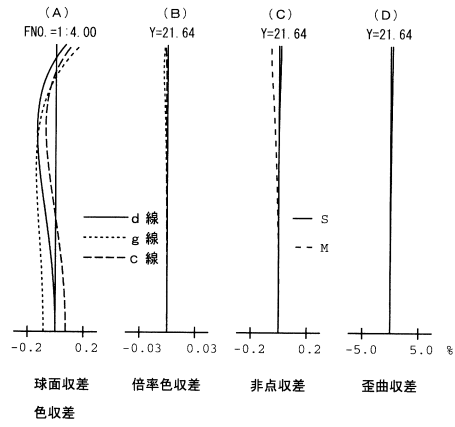 (A) (B) (C) (D)
FNO.=1:4.00 Y=21.64 Y=21.64 Y=21.64
d 線
g 線
c 線
S
M
-0.2 0.2 -0.03 0.03 -0.2 0.2 -5.0 5.0 %
球面収差 倍率色収差 非点収差 歪曲収差
色収差